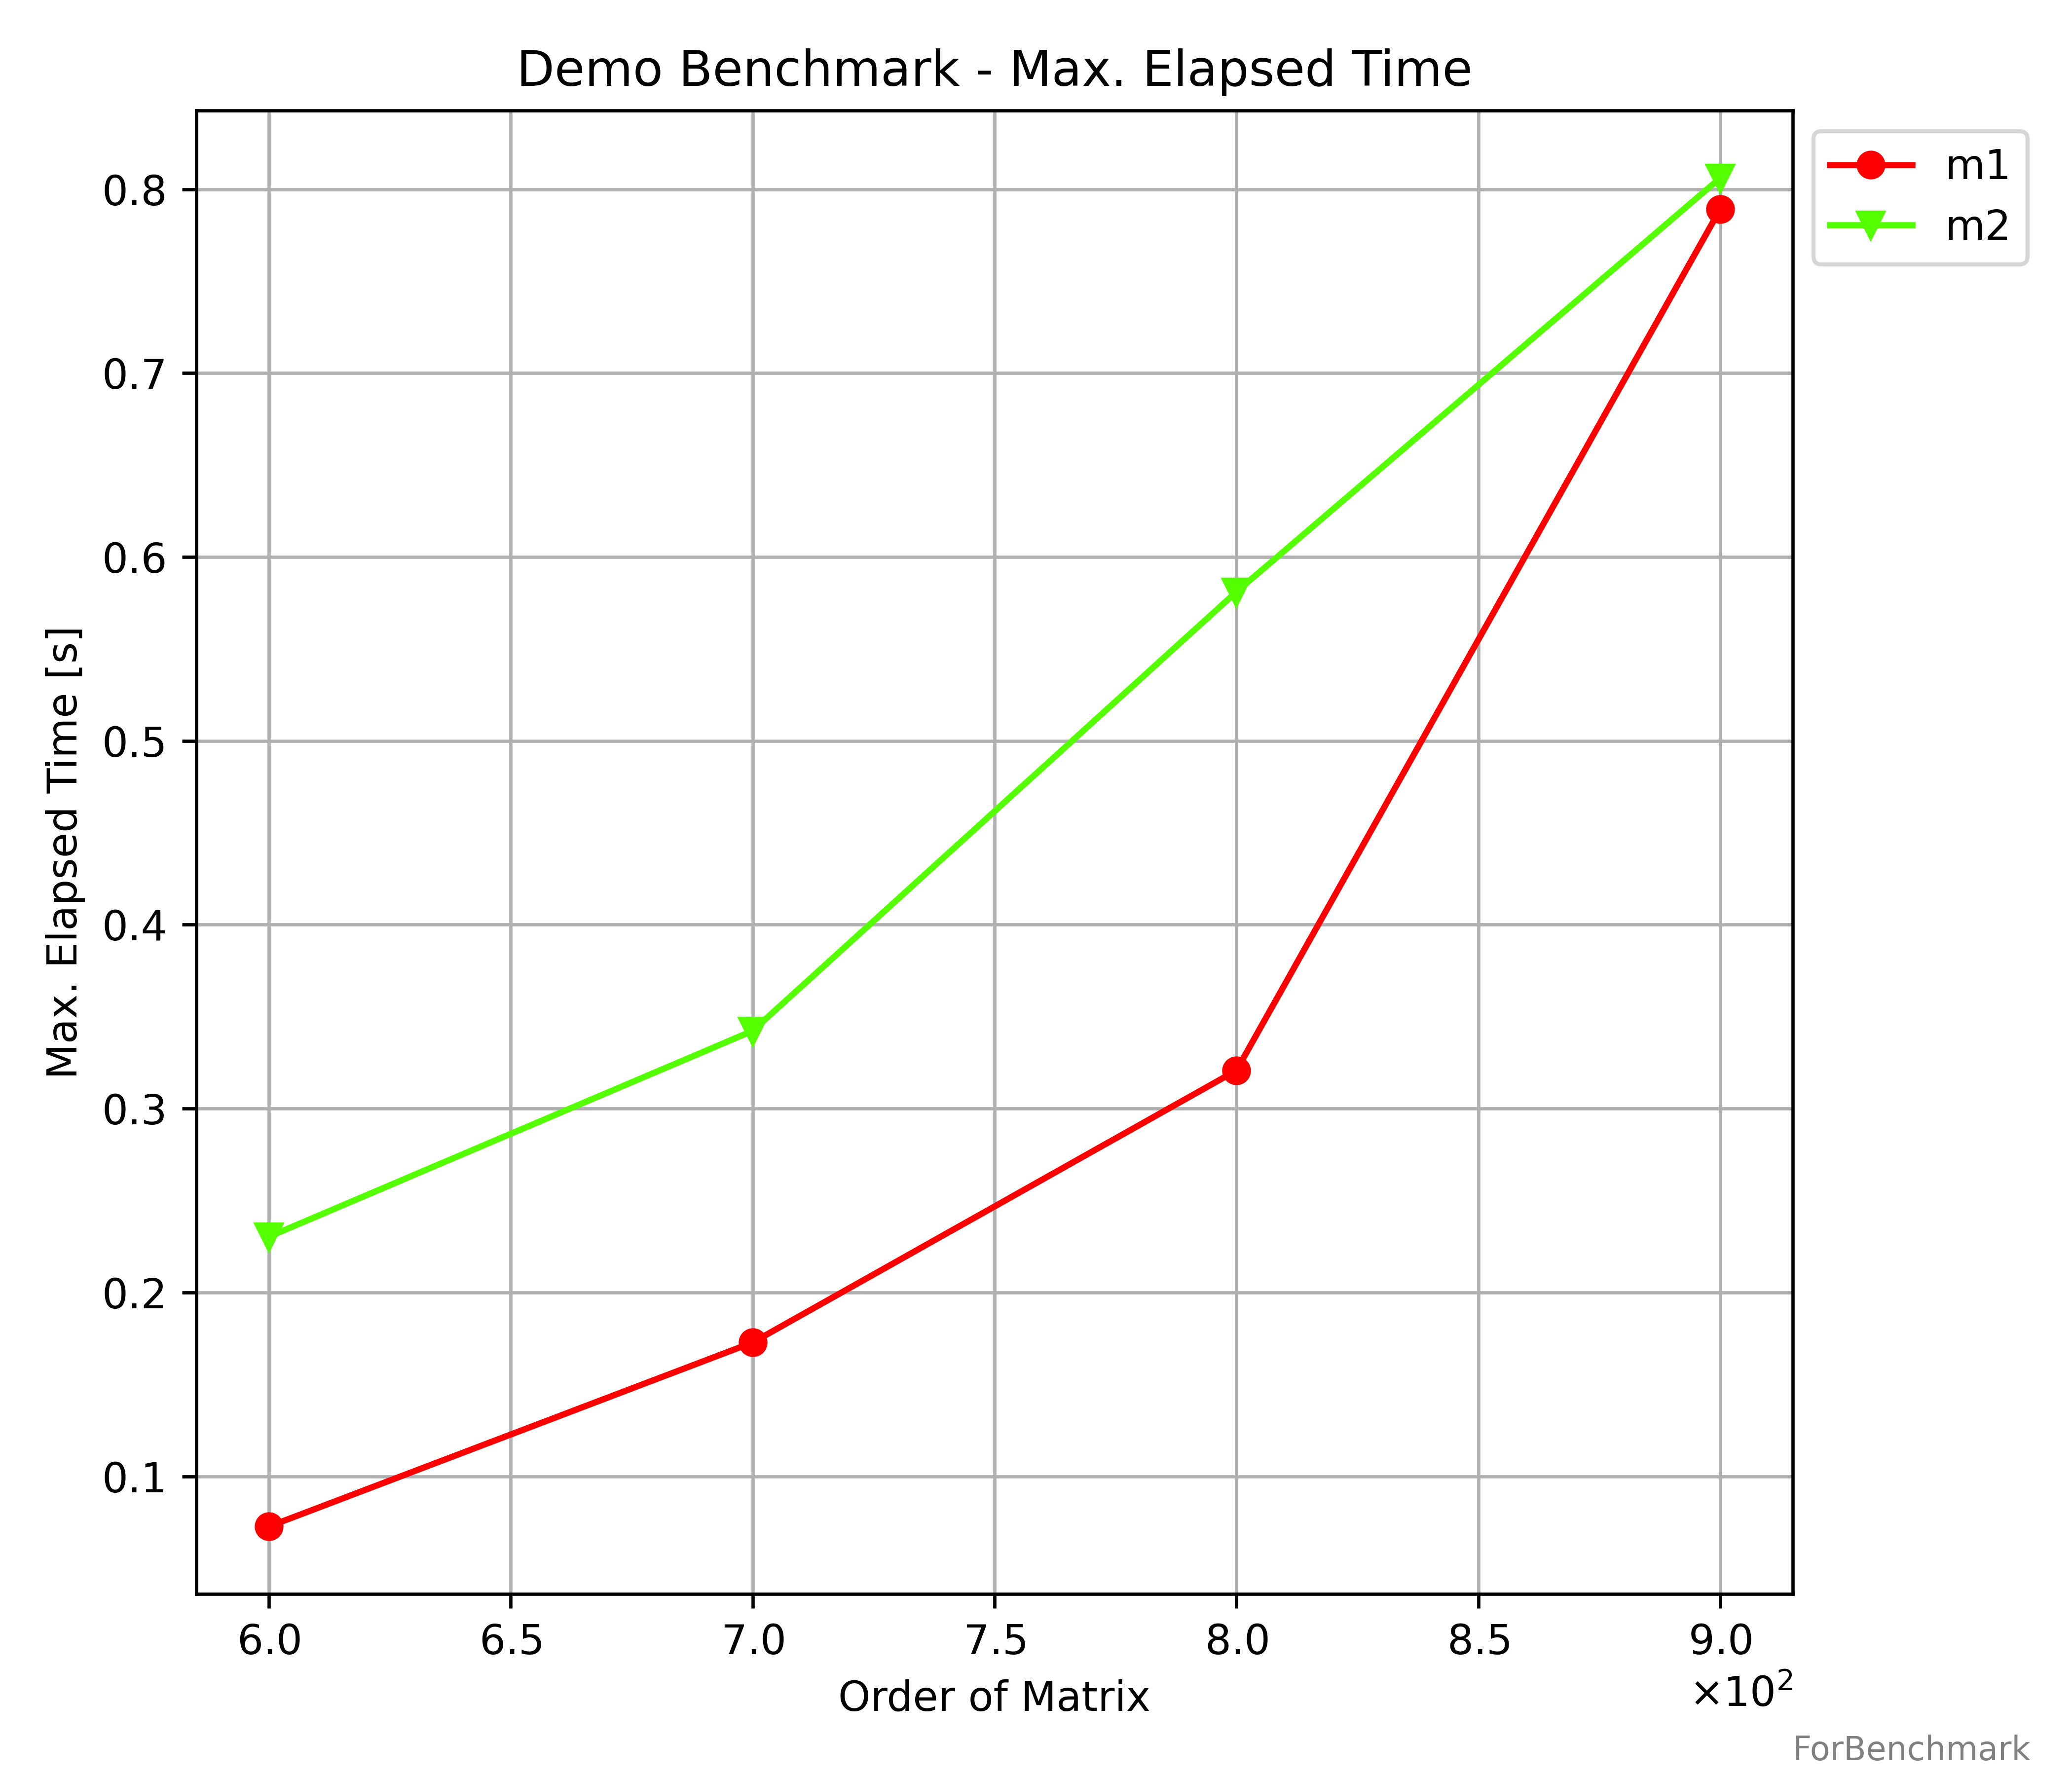 Demo Benchmark - Max. Elapsed Time
m1
m2
Max. Elapsed Time [s]
0.8
0.7
0.6
0.5
0.4
0.3
0.2
0.1
6.0 6.5 7.0 7.5 8.0 8.5 9.0
×10²
Order of Matrix
ForBenchmark